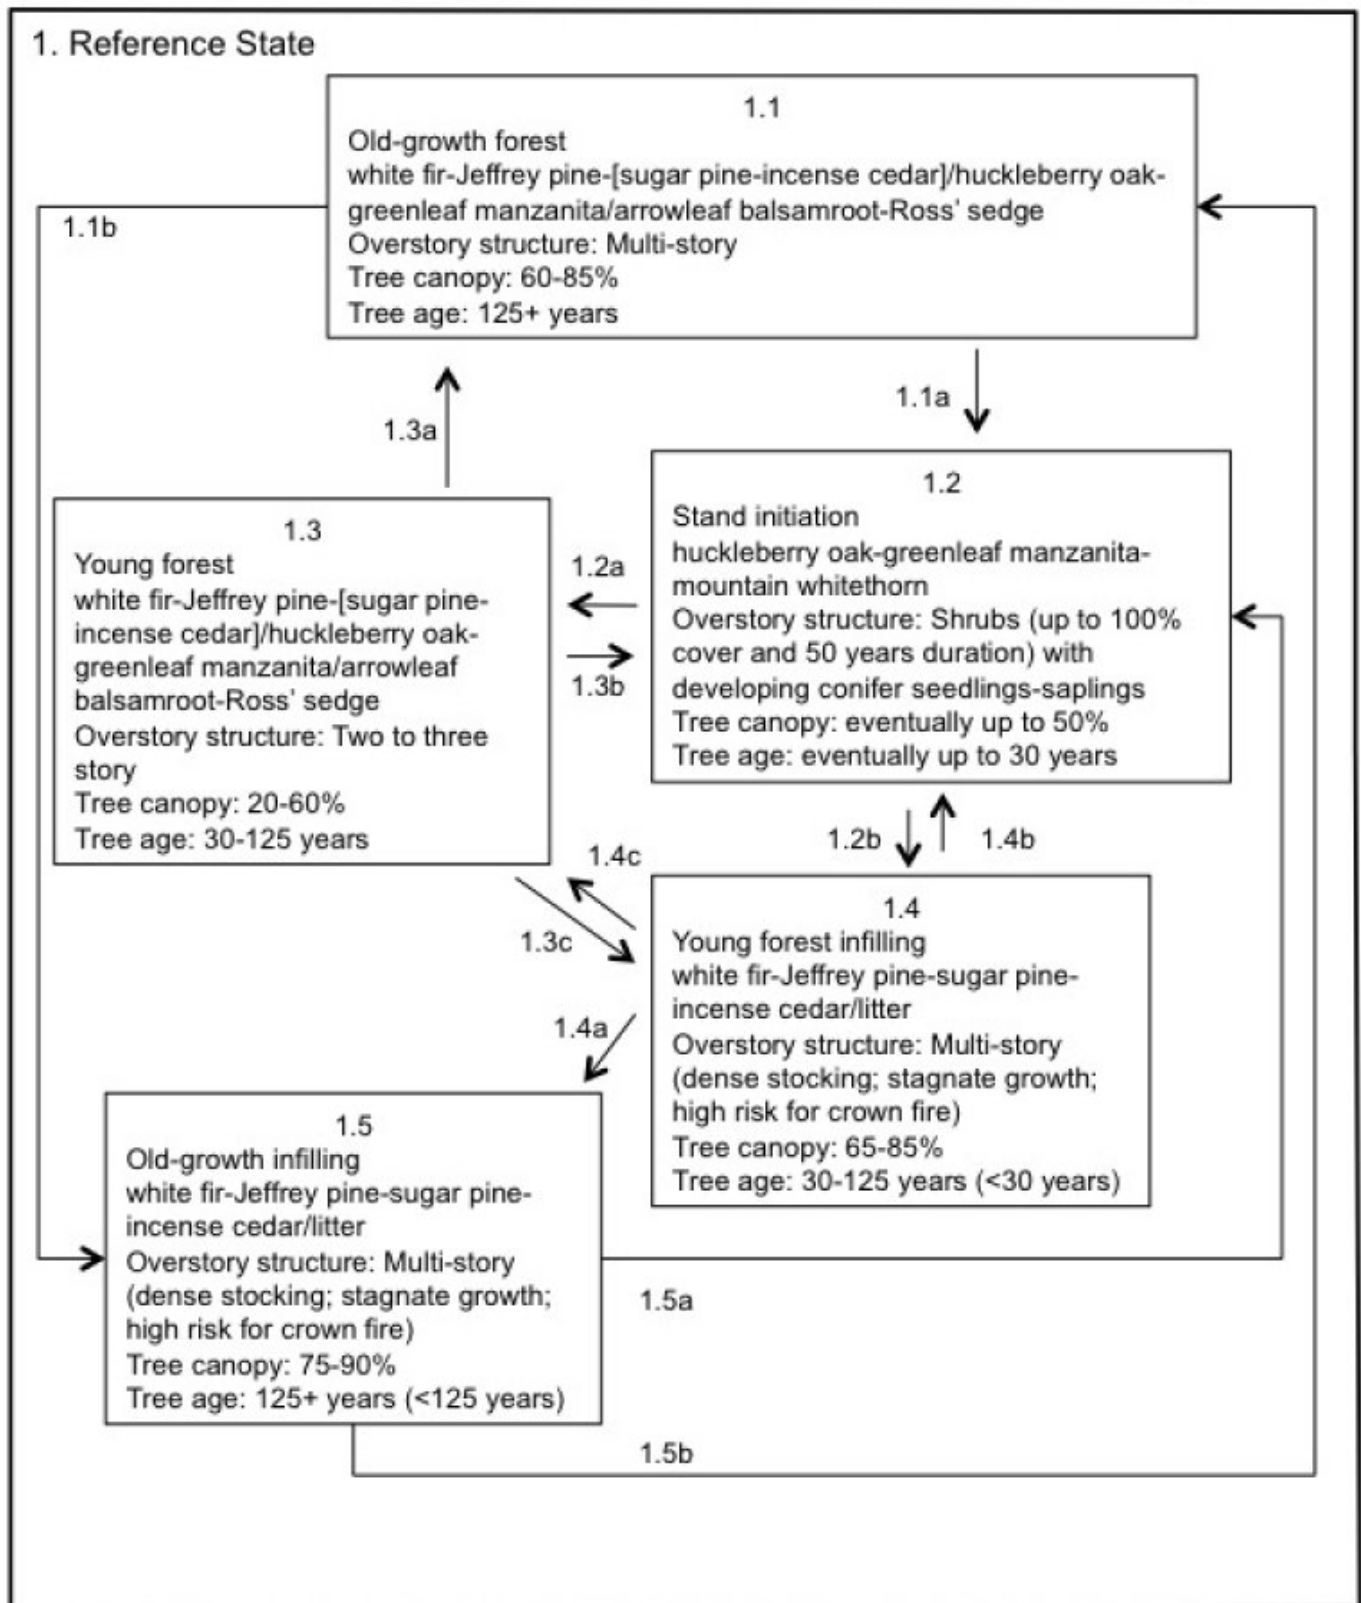 1. Reference State
1.1
Old-growth forest
white fir-Jeffrey pine-[sugar pine-incense cedar]/huckleberry oak-
greenleaf manzanita/arrowleaf balsamroot-Ross' sedge
Overstory structure: Multi-story
Tree canopy: 60-85%
Tree age: 125+ years
1.1b
1.1a
1.3a
1.2
Stand initiation
huckleberry oak-greenleaf manzanita-
mountain whitethorn
Overstory structure: Shrubs (up to 100%
cover and 50 years duration) with
developing conifer seedlings-saplings
Tree canopy: eventually up to 50%
Tree age: eventually up to 30 years
1.3
Young forest
white fir-Jeffrey pine-[sugar pine-
incense cedar]/huckleberry oak-
greenleaf manzanita/arrowleaf
balsamroot-Ross' sedge
Overstory structure: Two to three
story
Tree canopy: 20-60%
Tree age: 30-125 years
1.2a
1.3b
1.2b
1.4b
1.4c
1.3c
1.4a
1.4
Young forest infilling
white fir-Jeffrey pine-sugar pine-
incense cedar/litter
Overstory structure: Multi-story
(dense stocking; stagnate growth;
high risk for crown fire)
Tree canopy: 65-85%
Tree age: 30-125 years (<30 years)
1.5
Old-growth infilling
white fir-Jeffrey pine-sugar pine-
incense cedar/litter
Overstory structure: Multi-story
(dense stocking; stagnate growth;
high risk for crown fire)
Tree canopy: 75-90%
Tree age: 125+ years (<125 years)
1.5a
1.5b